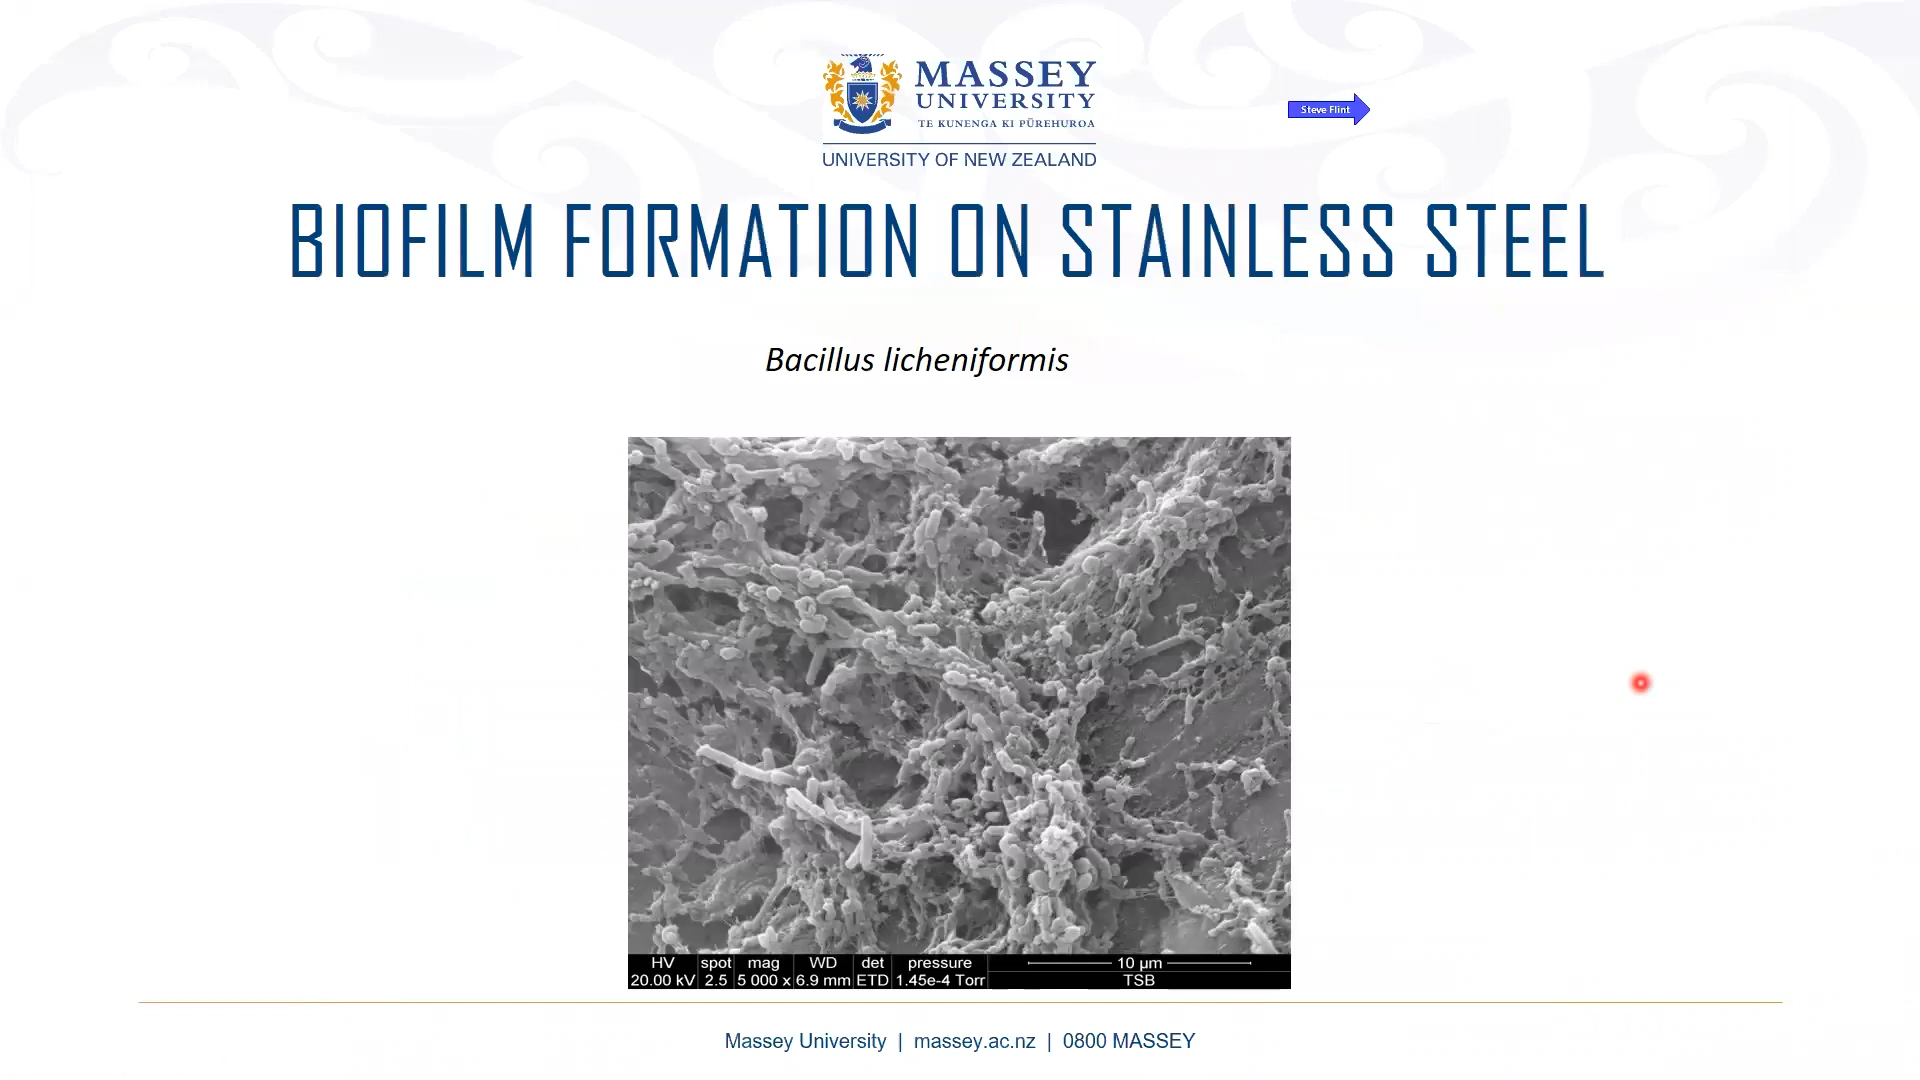 MASSEY
UNIVERSITY
TE KUNENGA KI PŪREHUROA
UNIVERSITY OF NEW ZEALAND
Steve Flint
BIOFILM FORMATION ON STAINLESS STEEL
Bacillus licheniformis
HV spot mag WD det pressure 10 µm
20.00 kV 2.5 5 000 x 6.9 mm ETD 1.45e-4 Torr TSB
Massey University | massey.ac.nz | 0800 MASSEY